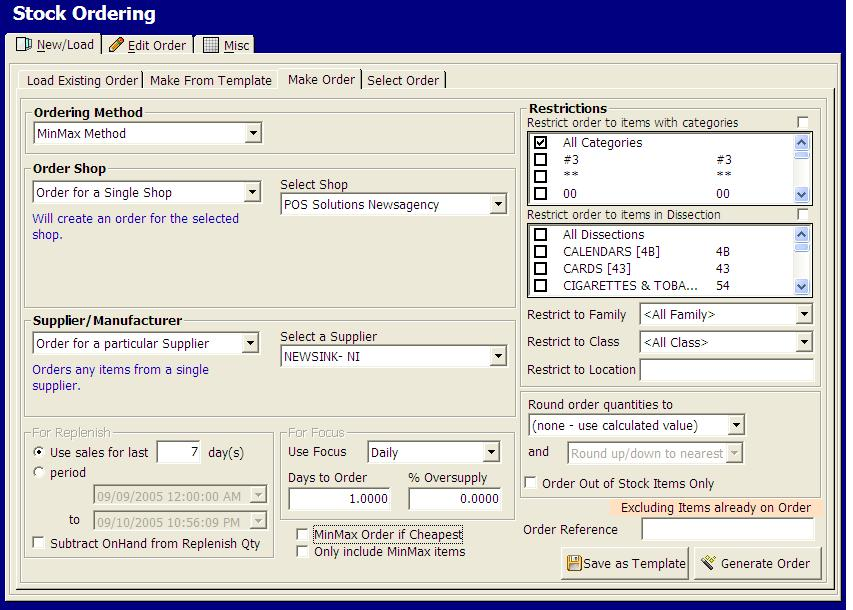 Stock Ordering
New/Load
Edit Order
Misc
Load Existing Order
Make From Template
Make Order
Select Order
Ordering Method
MinMax Method
Order Shop
Order for a Single Shop
Select Shop
POS Solutions Newsagency
Will create an order for the selected
shop.
Supplier/Manufacturer
Order for a particular Supplier
Select a Supplier
NEWSINK- NI
Orders any items from a single
supplier.
For Replenish
Use sales for last 7 day(s)
period
09/09/2005 12:00:00 AM
to 09/10/2005 10:56:09 PM
Subtract OnHand from Replenish Qty
For Focus
Use Focus Daily
Days to Order % Oversupply
1.0000 0.0000
MinMax Order if Cheapest
Only include MinMax items
Restrictions
Restrict order to items with categories
All Categories
#3 #3
** **
00 00
Restrict order to items in Dissection
All Dissections
CALENDARS [4B] 4B
CARDS [43] 43
CIGARETTES & TOBA... 54
Restrict to Family <All Family>
Restrict to Class <All Class>
Restrict to Location
Round order quantities to
(none - use calculated value)
and Round up/down to nearest
Order Out of Stock Items Only
Excluding Items already on Order
Order Reference
Save as Template
Generate Order